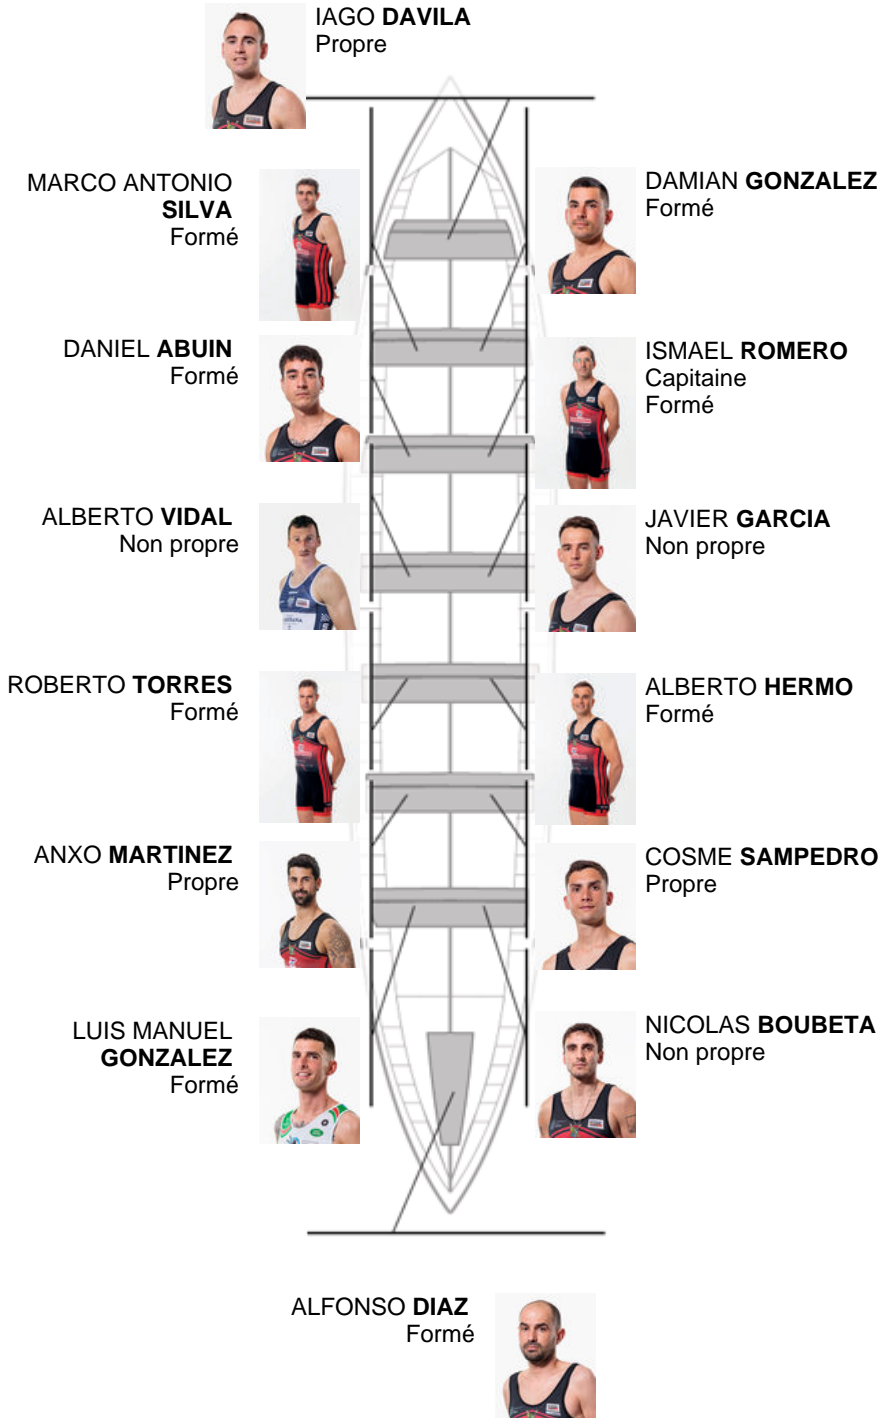 IAGO DAVILA
Propre
MARCO ANTONIO
SILVA
Formé
DAMIAN GONZALEZ
Formé
DANIEL ABUIN
Formé
ISMAEL ROMERO
Capitaine
Formé
ALBERTO VIDAL
Non propre
JAVIER GARCIA
Non propre
ROBERTO TORRES
Formé
ALBERTO HERMO
Formé
ANXO MARTINEZ
Propre
COSME SAMPEDRO
Propre
LUIS MANUEL
GONZALEZ
Formé
NICOLAS BOUBETA
Non propre
ALFONSO DIAZ
Formé